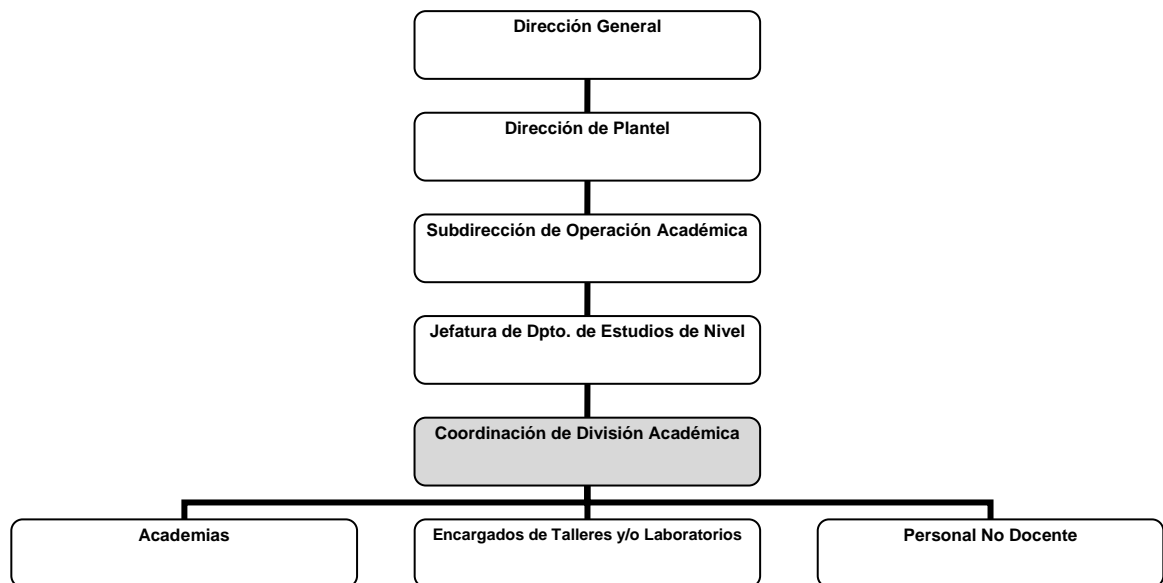 Dirección General
Dirección de Plantel
Subdirección de Operación Académica
Jefatura de Dpto. de Estudios de Nivel
Coordinación de División Académica
Academias
Encargados de Talleres y/o Laboratorios
Personal No Docente